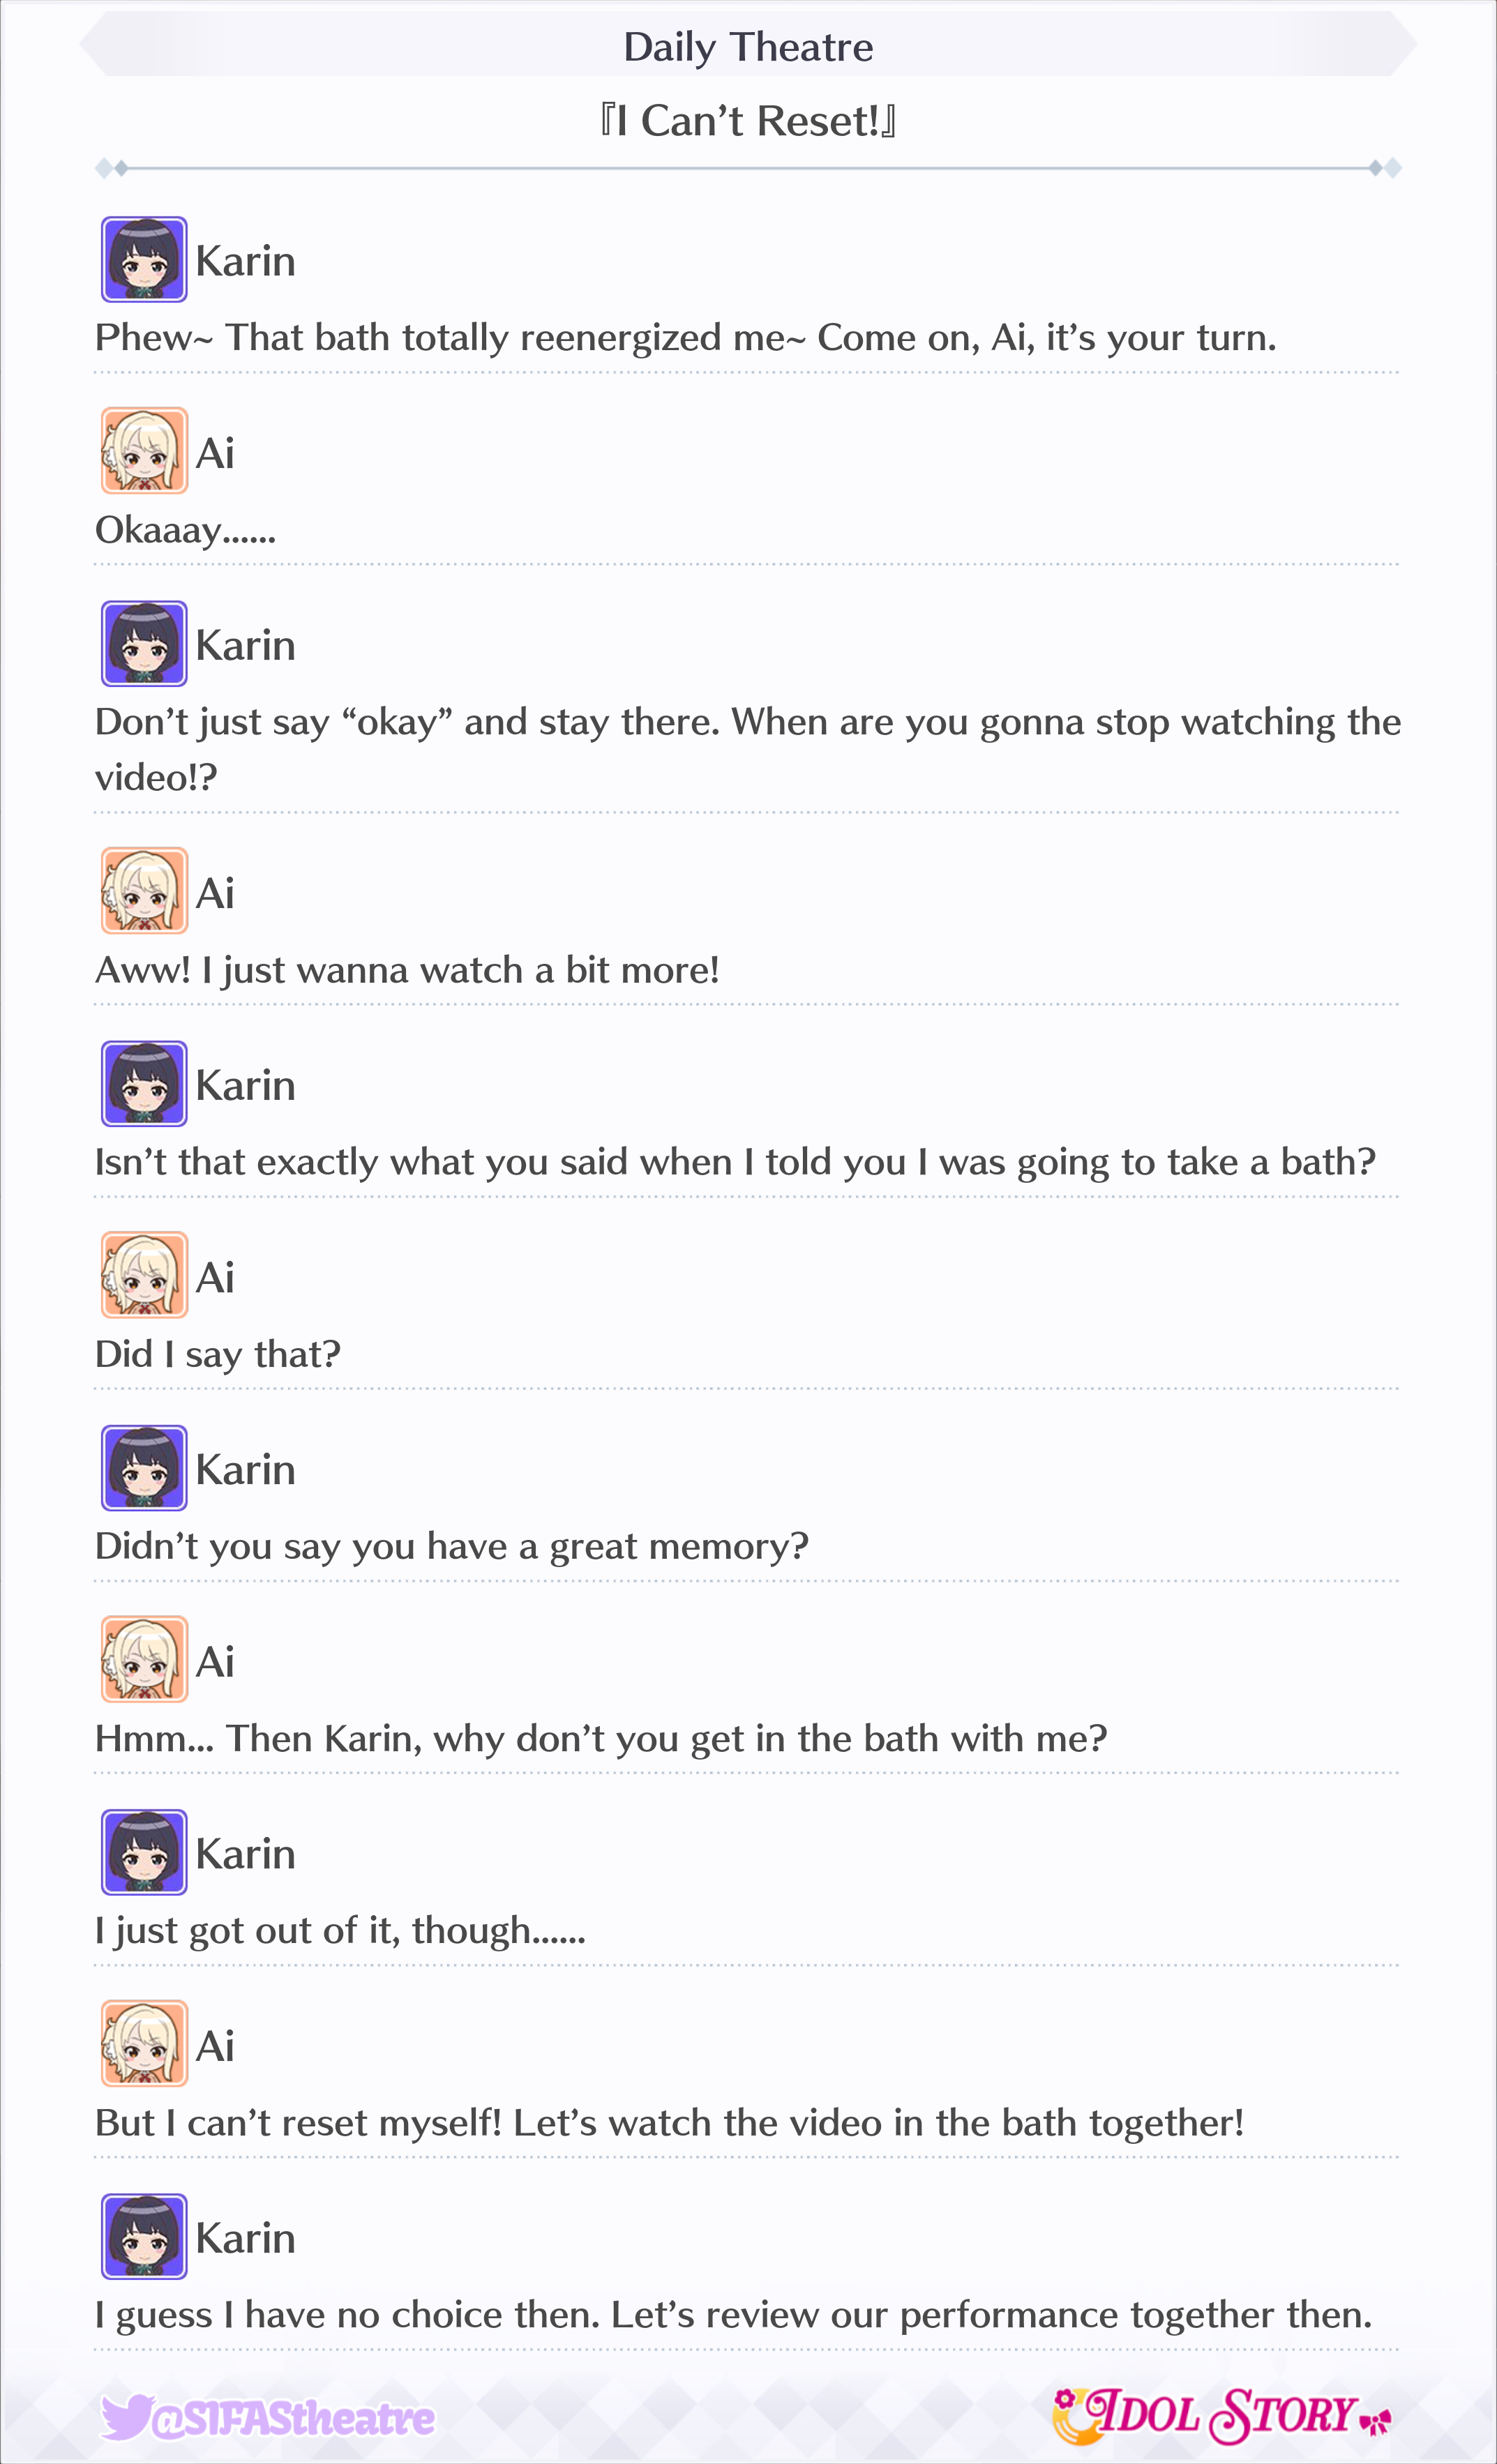 Daily Theatre
『I Can’t Reset!』
Karin
Phew~ That bath totally reenergized me~ Come on, Ai, it’s your turn.
Ai
Okaaay......
Karin
Don’t just say “okay” and stay there. When are you gonna stop watching the
video!?
Ai
Aww! I just wanna watch a bit more!
Karin
Isn’t that exactly what you said when I told you I was going to take a bath?
Ai
Did I say that?
Karin
Didn’t you say you have a great memory?
Ai
Hmm... Then Karin, why don’t you get in the bath with me?
Karin
I just got out of it, though......
Ai
But I can’t reset myself! Let’s watch the video in the bath together!
Karin
I guess I have no choice then. Let’s review our performance together then.
@SIFAStheatre
IDOL STORY